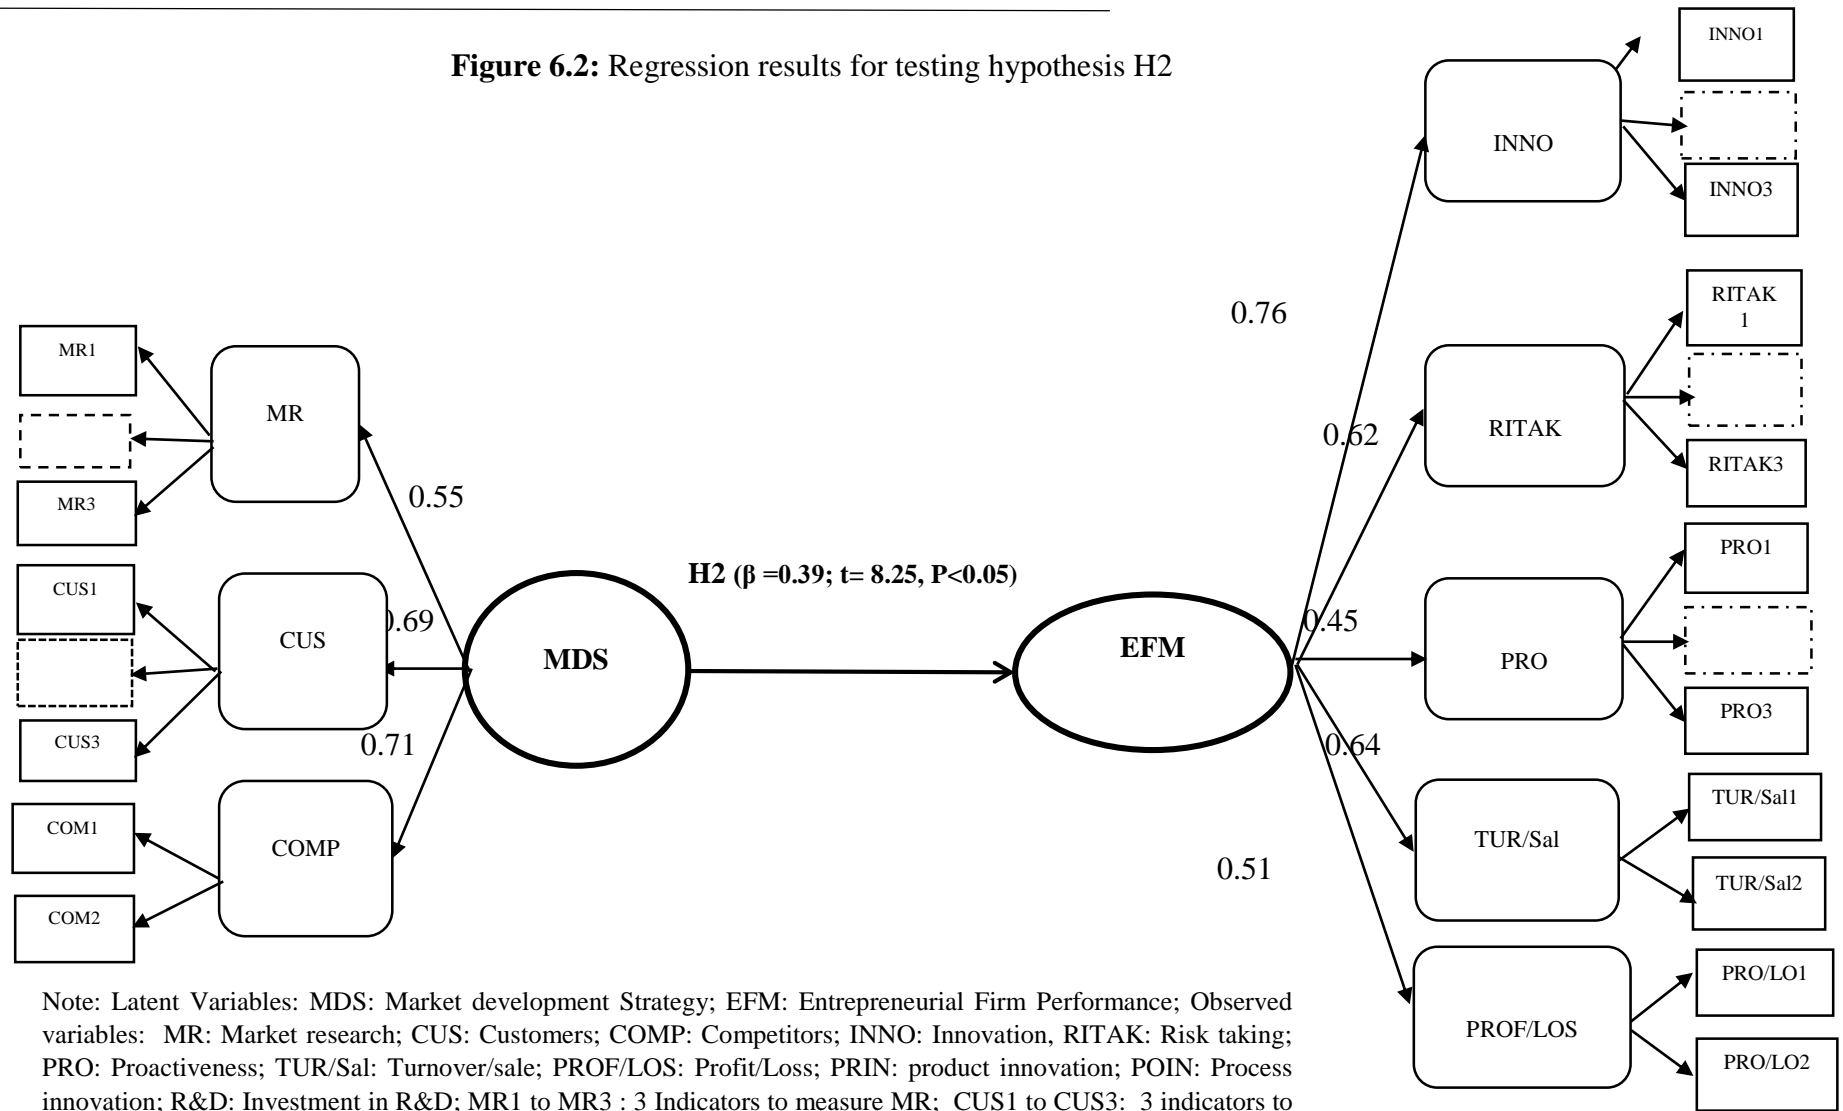 Figure 6.2: Regression results for testing hypothesis H2
INNO1
INNO
INNO3
0.76
RITAK
1
MR1
MR
0.62
RITAK
RITAK3
MR3
0.55
PRO1
H2 (β =0.39; t= 8.25, P<0.05)
CUS1
0.69
0.45
CUS
MDS
EFM
PRO
PRO3
CUS3
0.71
0.64
TUR/Sal1
COM1
COMP
TUR/Sal
0.51
TUR/Sal2
COM2
PRO/LO1
PROF/LOS
PRO/LO2
Note: Latent Variables: MDS: Market development Strategy; EFM: Entrepreneurial Firm Performance; Observed
variables: MR: Market research; CUS: Customers; COMP: Competitors; INNO: Innovation, RITAK: Risk taking;
PRO: Proactiveness; TUR/Sal: Turnover/sale; PROF/LOS: Profit/Loss; PRIN: product innovation; POIN: Process
innovation; R&D: Investment in R&D; MR1 to MR3 : 3 Indicators to measure MR; CUS1 to CUS3: 3 indicators to